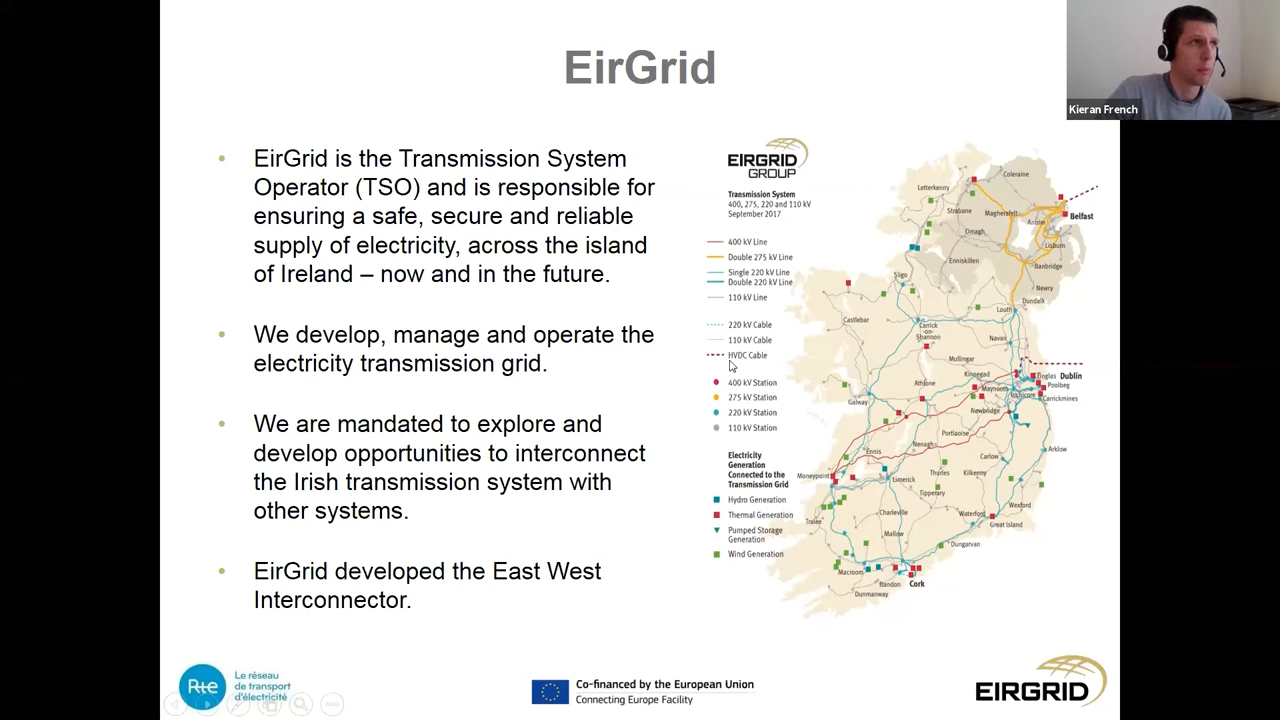 EirGrid
Kieran French
• EirGrid is the Transmission System
Operator (TSO) and is responsible for
ensuring a safe, secure and reliable
supply of electricity, across the island
of Ireland – now and in the future.
• We develop, manage and operate the
electricity transmission grid.
• We are mandated to explore and
develop opportunities to interconnect
the Irish transmission system with
other systems.
• EirGrid developed the East West
Interconnector.
EIRGRID
GROUP
Transmission System
400, 275, 220 and 110 kV
September 2017
400 kV Line
Double 275 kV Line
Single 220 kV Line
Double 220 kV Line
110 kV Line
220 kV Cable
110 kV Cable
HVDC Cable
400 kV Station
275 kV Station
220 kV Station
110 kV Station
Electricity
Generation
Connected to the
Transmission Grid
Hydro Generation
Thermal Generation
Pumped Storage
Generation
Wind Generation
Coleraine
Letterkenny
Strabane
Magherafelt
Belfast
Antrim
Omagh
Lisburn
Enniskillen
Banbridge
Sligo
Newry
Dundalk
Louth
Castlebar
Carrick
-on-
Shannon
Navan
Mullingar
Kinnegad
Finglas
Dublin
Athlone
Maynooth
Poolbeg
Inchicore
Carrickmines
Galway
Newbridge
Portlaoise
Nenagh
Ennis
Carlow
Arklow
Moneypoint
Limerick
Thurles
Kilkenny
Tipperary
Wexford
Charleville
Waterford
Great Island
Tralee
Mallow
Dungarvan
Macroom
Bandon
Cork
Dunmanway
Rte
Le réseau
de transport
d'électricité
Co-financed by the European Union
Connecting Europe Facility
EIRGRID